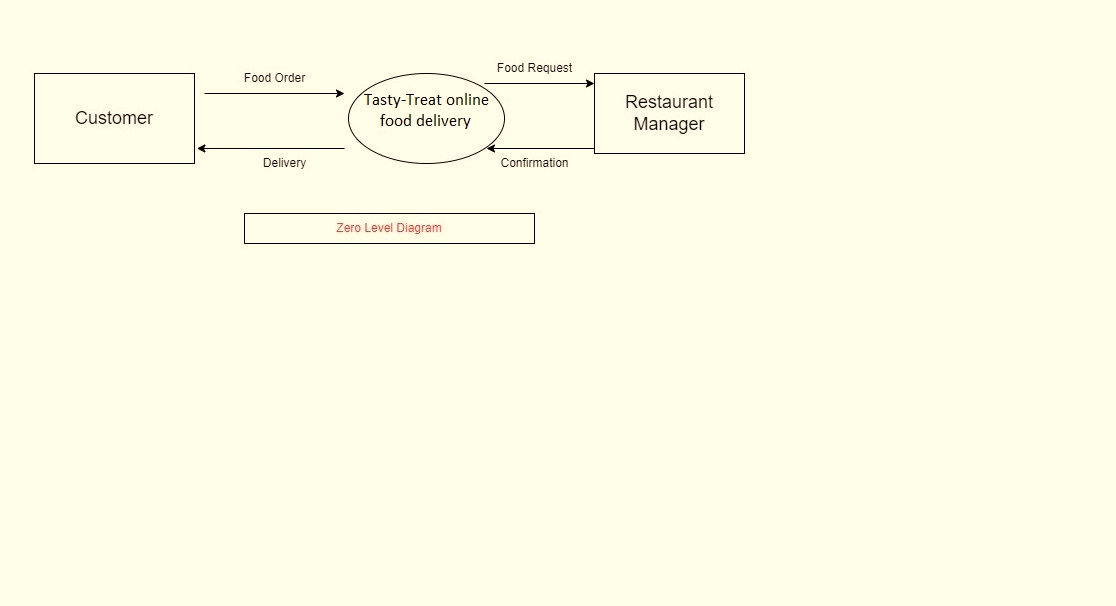 Food Request
Food Order
Customer
Tasty-Treat online
food delivery
Restaurant
Manager
Delivery
Confirmation
Zero Level Diagram